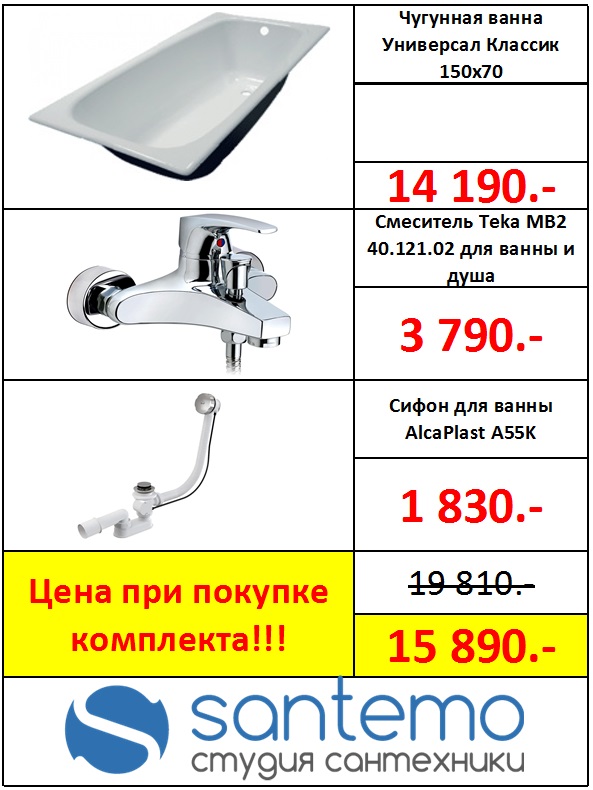 Чугунная ванна
Универсал Классик
150х70
14 190.-
Смеситель Teka MB2
40.121.02 для ванны и
душа
3 790.-
Сифон для ванны
AlcaPlast A55K
1 830.-
Цена при покупке
комплекта!!!
19 810.-
15 890.-
santemo
студия сантехники